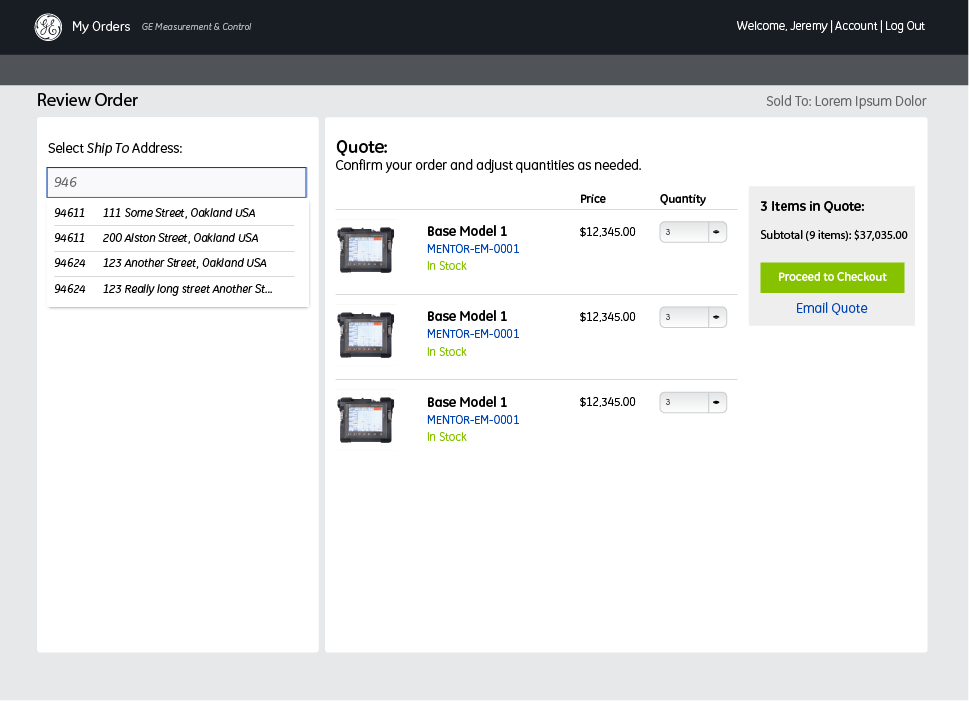 My Orders GE Measurement & Control
Welcome, Jeremy | Account | Log Out
Review Order
Sold To: Lorem Ipsum Dolor
Select Ship To Address:
946
94611 111 Some Street, Oakland USA
94611 200 Alston Street, Oakland USA
94624 123 Another Street, Oakland USA
94624 123 Really long street Another St...
Quote:
Confirm your order and adjust quantities as needed.
Price Quantity
Base Model 1 $12,345.00 3
MENTOR-EM-0001
In Stock
Base Model 1 $12,345.00 3
MENTOR-EM-0001
In Stock
Base Model 1 $12,345.00 3
MENTOR-EM-0001
In Stock
3 Items in Quote:
Subtotal (9 items): $37,035.00
Proceed to Checkout
Email Quote